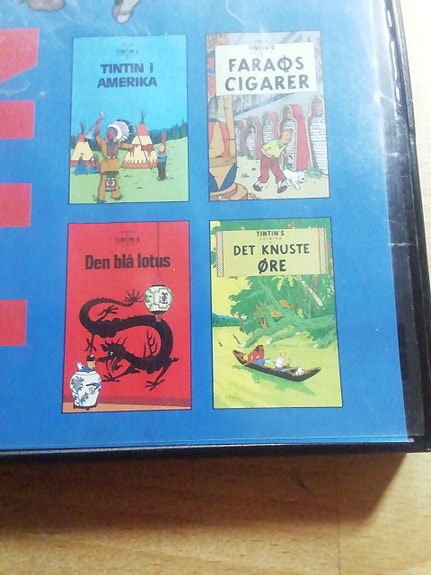 TINTIN I
AMERIKA
TINTIN'S
FARAOS
CIGARER
TINTIN'S
Den blå lotus
TINTIN'S
DET KNUSTE
ØRE